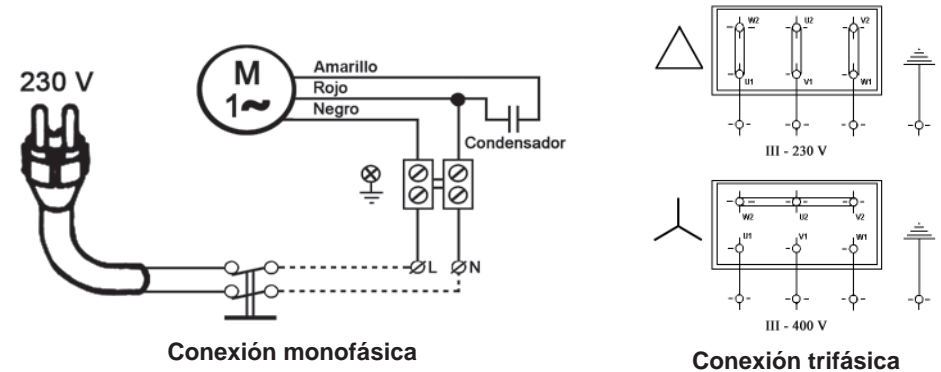 230 V
M
1~
Amarillo
Rojo
Negro
Condensador
L N
Conexión monofásica
W2 U2 V2
U1 V1 W1
III - 230 V
W2 U2 V2
U1 V1 W1
III - 400 V
Conexión trifásica